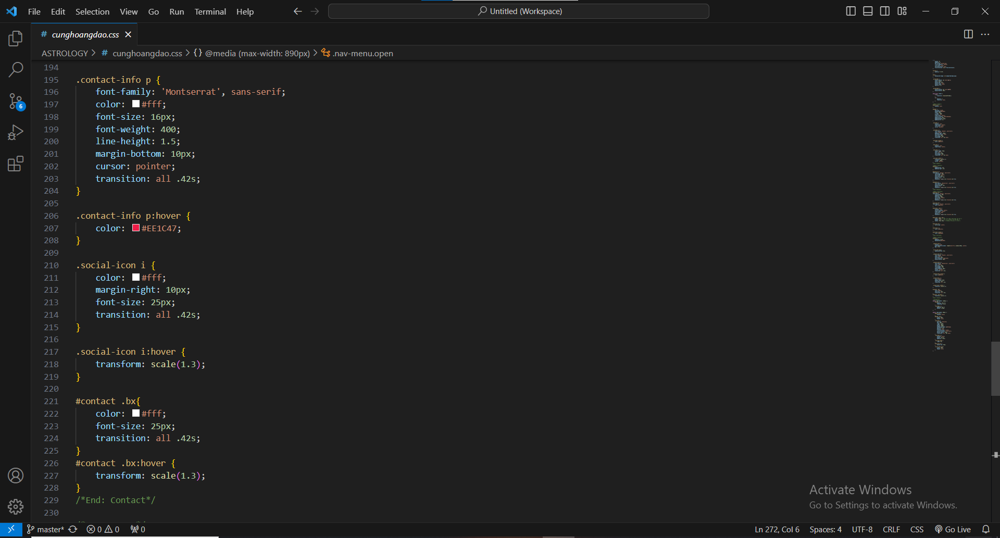 File Edit Selection View Go Run Terminal Help
Untitled (Workspace)
# cunghoangdao.css
ASTROLOGY > # cunghoangdao.css > {} @media (max-width: 890px) > .nav-menu.open
194
195 .contact-info p {
196 font-family: 'Montserrat', sans-serif;
197 color: #fff;
198 font-size: 16px;
199 font-weight: 400;
200 line-height: 1.5;
201 margin-bottom: 10px;
202 cursor: pointer;
203 transition: all .42s;
204 }
205
206 .contact-info p:hover {
207 color: #EE1C47;
208 }
209
210 .social-icon i {
211 color: #fff;
212 margin-right: 10px;
213 font-size: 25px;
214 transition: all .42s;
215 }
216
217 .social-icon i:hover {
218 transform: scale(1.3);
219 }
220
221 #contact .bx{
222 color: #fff;
223 font-size: 25px;
224 transition: all .42s;
225 }
226 #contact .bx:hover {
227 transform: scale(1.3);
228 }
229 /*End: Contact*/
230
6
Activate Windows
Go to Settings to activate Windows.
master* 0 0 0 Ln 272, Col 6 Spaces: 4 UTF-8 CRLF CSS Go Live